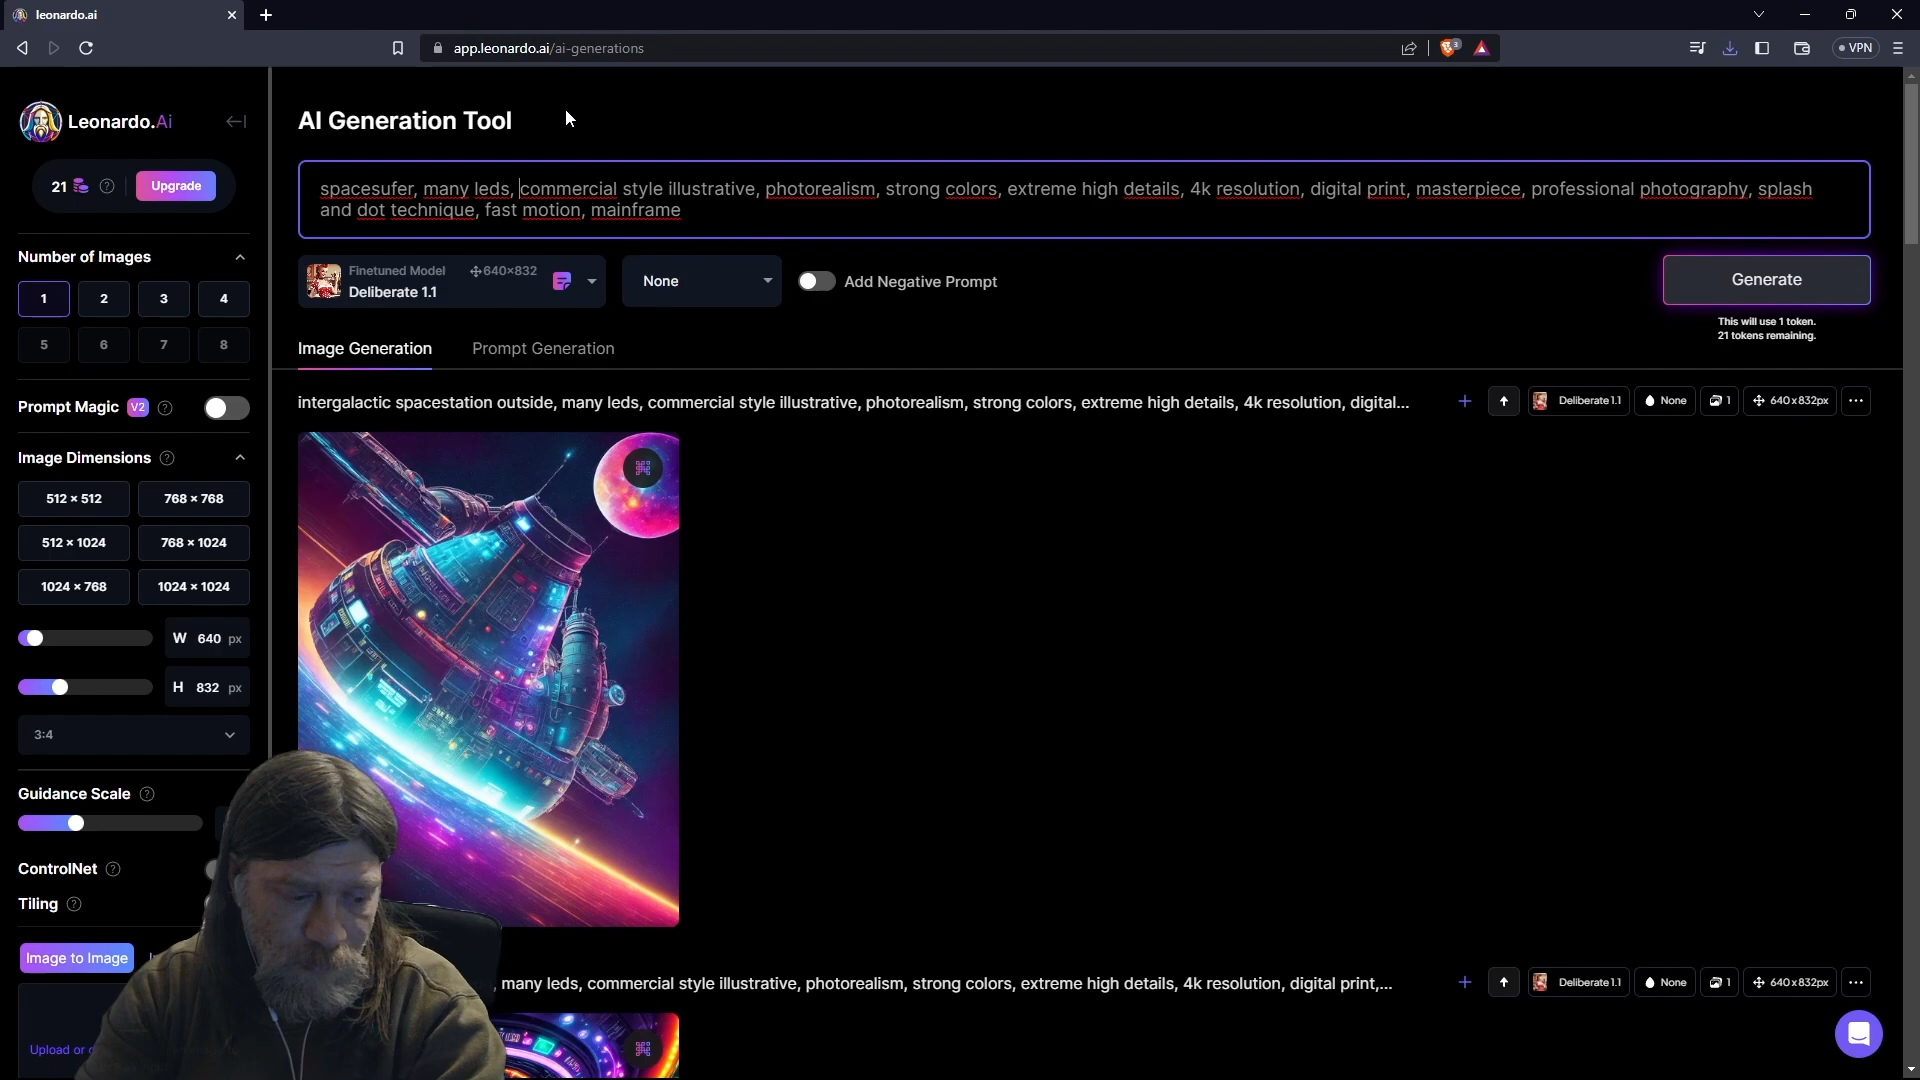 leonardo.ai
app.leonardo.ai/ai-generations
3
VPN
Leonardo.Ai
21
Upgrade
Number of Images
1
2
3
4
5
6
7
8
Prompt Magic V2
Image Dimensions
512 × 512
768 × 768
512 × 1024
768 × 1024
1024 × 768
1024 × 1024
W 640 px
H 832 px
3:4
Guidance Scale
ControlNet
Tiling
Image to Image
Upload or
AI Generation Tool
spacesufer, many leds, commercial style illustrative, photorealism, strong colors, extreme high details, 4k resolution, digital print, masterpiece, professional photography, splash
and dot technique, fast motion, mainframe
Finetuned Model
640×832
Deliberate 1.1
None
Add Negative Prompt
Generate
This will use 1 token.
21 tokens remaining.
Image Generation
Prompt Generation
intergalactic spacestation outside, many leds, commercial style illustrative, photorealism, strong colors, extreme high details, 4k resolution, digital...
Deliberate 1.1
None
1
640x832px
, many leds, commercial style illustrative, photorealism, strong colors, extreme high details, 4k resolution, digital print,...
Deliberate 1.1
None
1
640x832px